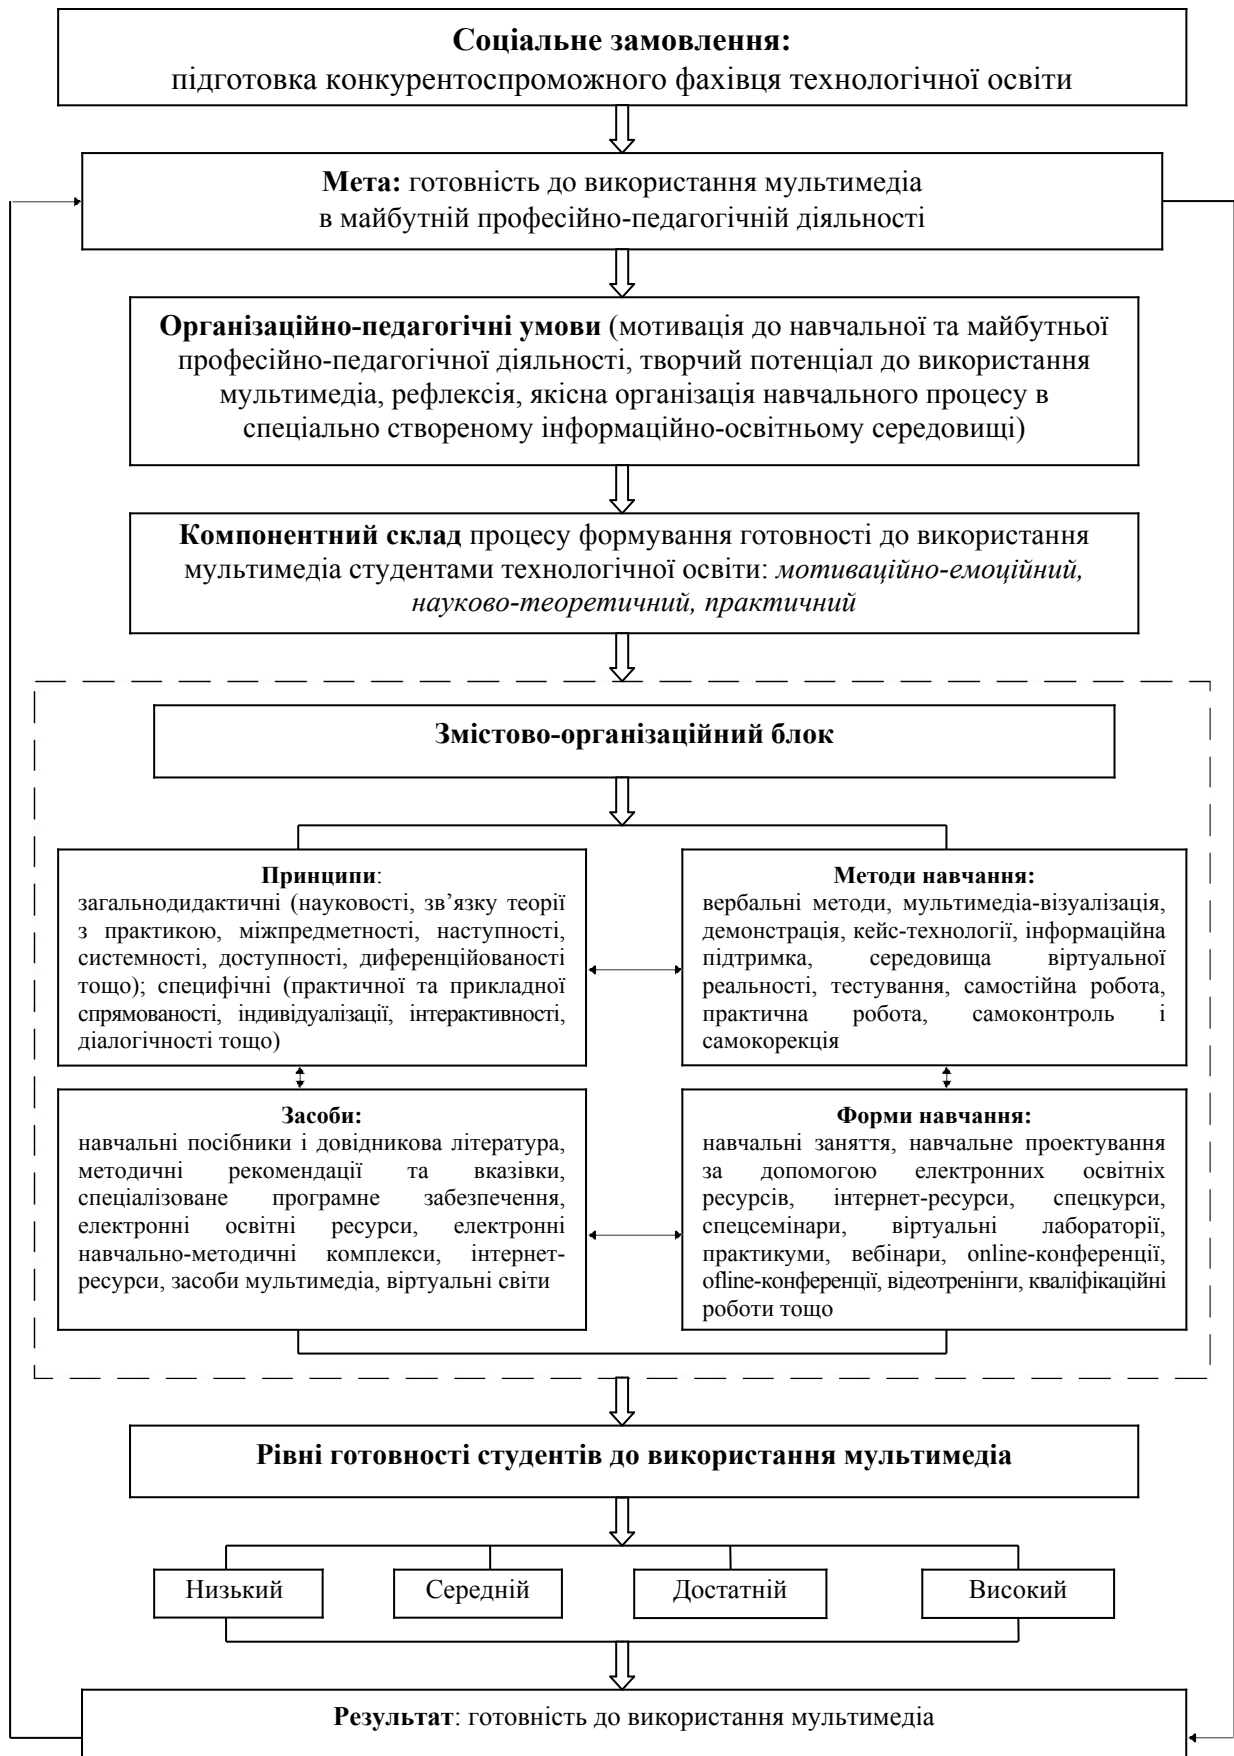 Соціальне замовлення:
підготовка конкурентоспроможного фахівця технологічної освіти
Мета: готовність до використання мультимедіа
в майбутній професійно-педагогічній діяльності
Організаційно-педагогічні умови (мотивація до навчальної та майбутньої
професійно-педагогічної діяльності, творчий потенціал до використання
мультимедіа, рефлексія, якісна організація навчального процесу в
спеціально створеному інформаційно-освітньому середовищі)
Компонентний склад процесу формування готовності до використання
мультимедіа студентами технологічної освіти: мотиваційно-емоційний,
науково-теоретичний, практичний
Змістово-організаційний блок
Принципи:
загальнодидактичні (науковості, зв’язку теорії
з практикою, міжпредметності, наступності,
системності, доступності, диференційованості
тощо); специфічні (практичної та прикладної
спрямованості, індивідуалізації, інтерактивності,
діалогічності тощо)
Методи навчання:
вербальні методи, мультимедіа-візуалізація,
демонстрація, кейс-технології, інформаційна
підтримка, середовища віртуальної
реальності, тестування, самостійна робота,
практична робота, самоконтроль і
самокорекція
Засоби:
навчальні посібники і довідникова література,
методичні рекомендації та вказівки,
спеціалізоване програмне забезпечення,
електронні освітні ресурси, електронні
навчально-методичні комплекси, інтернет-
ресурси, засоби мультимедіа, віртуальні світи
Форми навчання:
навчальні заняття, навчальне проектування
за допомогою електронних освітніх
ресурсів, інтернет-ресурси, спецкурси,
спецсемінари, віртуальні лабораторії,
практикуми, вебінари, online-конференції,
ofline-конференції, відеотренінги, кваліфікаційні
роботи тощо
Рівні готовності студентів до використання мультимедіа
Низький
Середній
Достатній
Високий
Результат: готовність до використання мультимедіа